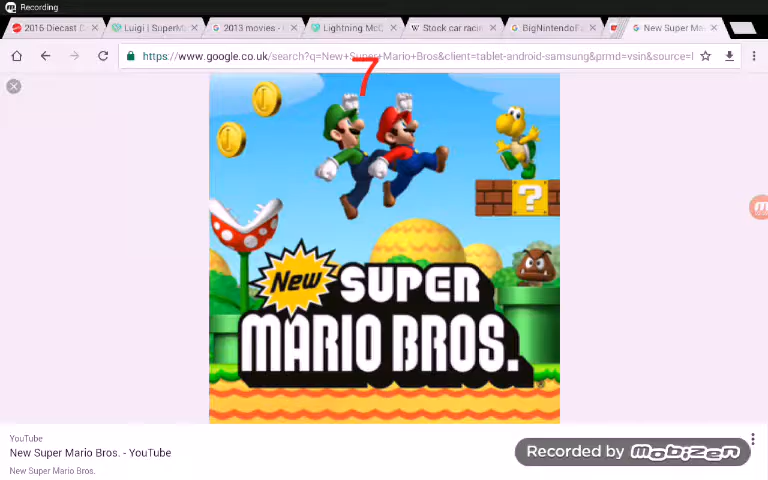 Recording
2016 Diecast D
Luigi | SuperM
2013 movies -
Lightning McQ
Stock car racin
BigNintendoFa
New Super Ma
https://www.google.co.uk/search?q=New+Super+Mario+Bros&client=tablet-android-samsung&prmd=vsin&source=l
7
?
New SUPER
MARIO BROS.
YouTube
New Super Mario Bros. - YouTube
New Super Mario Bros.
Recorded by mobizen